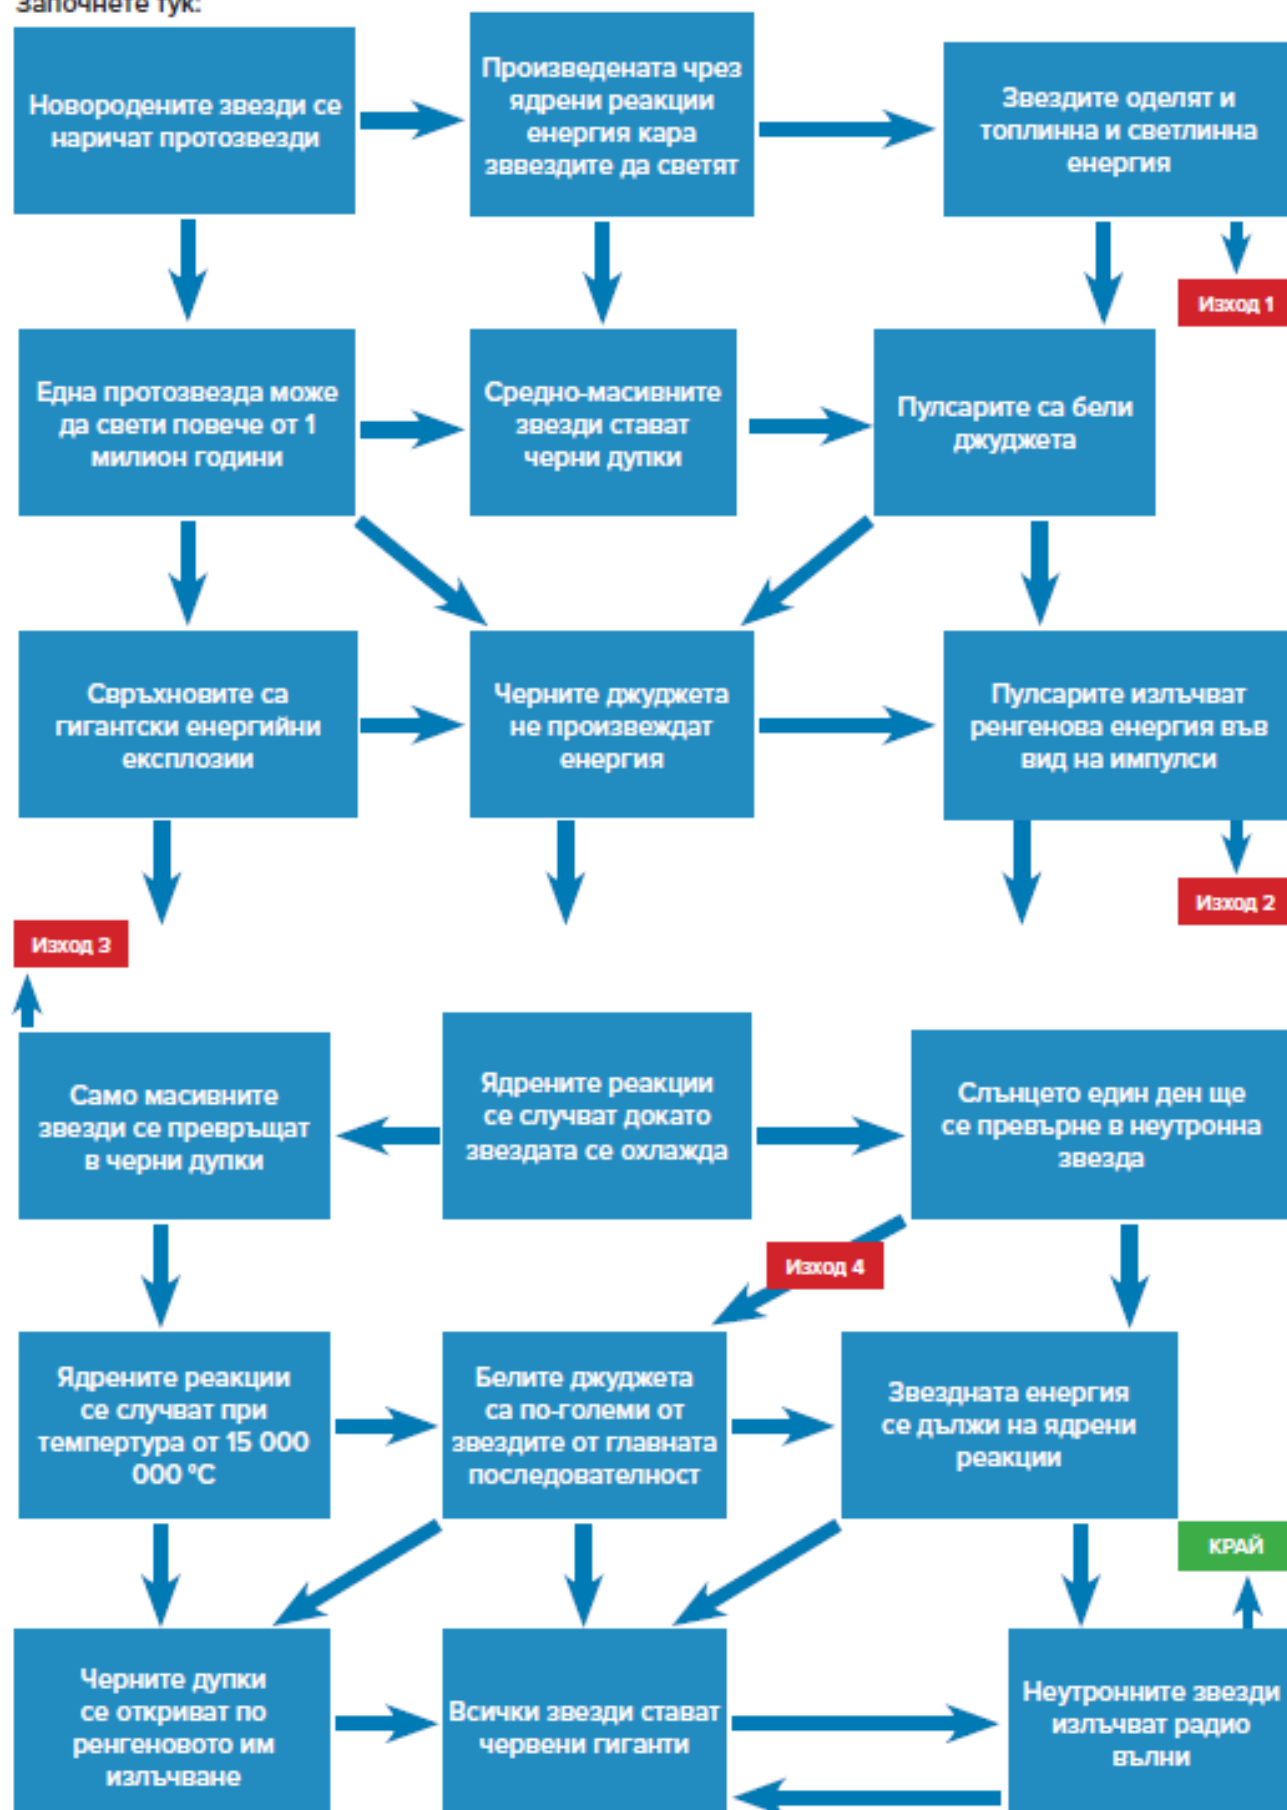 Започнете тук:
Новородените звезди се
наричат протозвезди
Произведената чрез
ядрени реакции
енергия кара
зввездите да светят
Звездите оделят и
топлинна и светлинна
енергия
Изход 1
Една протозвезда може
да свети повече от 1
милион години
Средно-масивните
звезди стават
черни дупки
Пулсарите са бели
джуджета
Свръхновите са
гигантски енергийни
експлозии
Черните джуджета
не произвеждат
енергия
Пулсарите излъчват
ренгенова енергия във
вид на импулси
Изход 2
Изход 3
Само масивните
звезди се превръщат
в черни дупки
Ядрените реакции
се случват докато
звездата се охлажда
Слънцето един ден ще
се превърне в неутронна
звезда
Изход 4
Ядрените реакции
се случват при
темпертура от 15 000
000 °C
Белите джуджета
са по-големи от
звездите от главната
последователност
Звездната енергия
се дължи на ядрени
реакции
КРАЙ
Черните дупки
се откриват по
ренгеновото им
излъчване
Всички звезди стават
червени гиганти
Неутронните звезди
излъчват радио
вълни